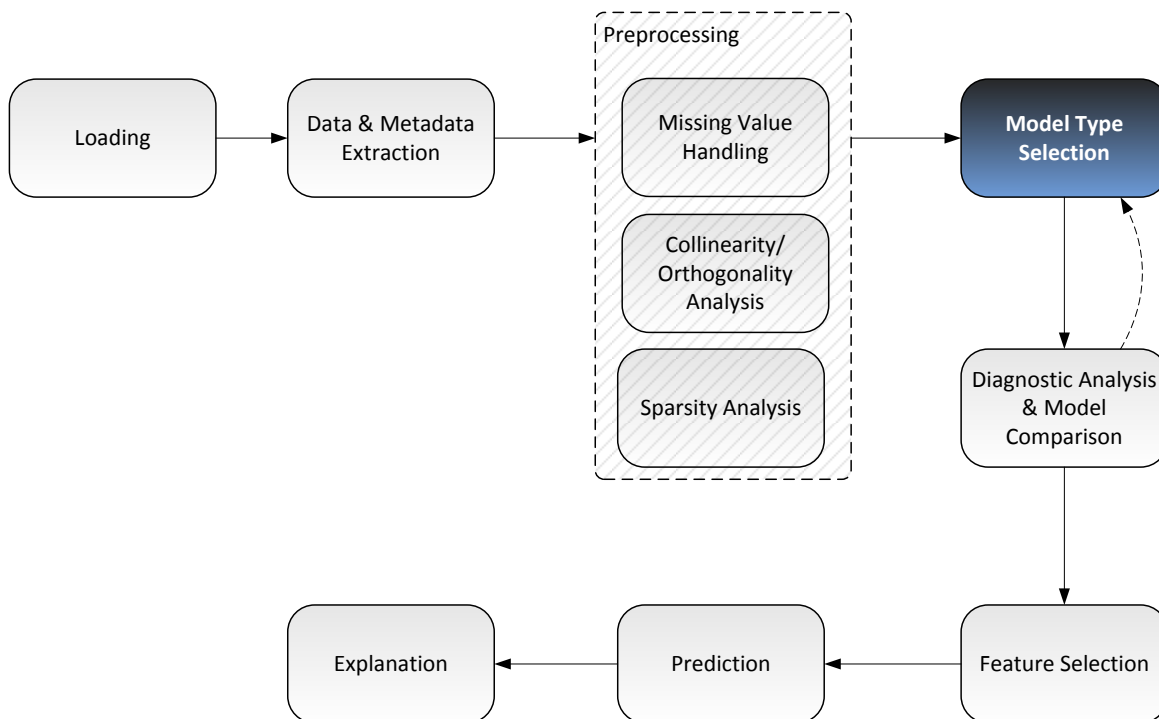 Preprocessing
Loading
Data & Metadata
Extraction
Missing Value
Handling
Model Type
Selection
Collinearity/
Orthogonality
Analysis
Sparsity Analysis
Diagnostic Analysis
& Model
Comparison
Explanation
Prediction
Feature Selection